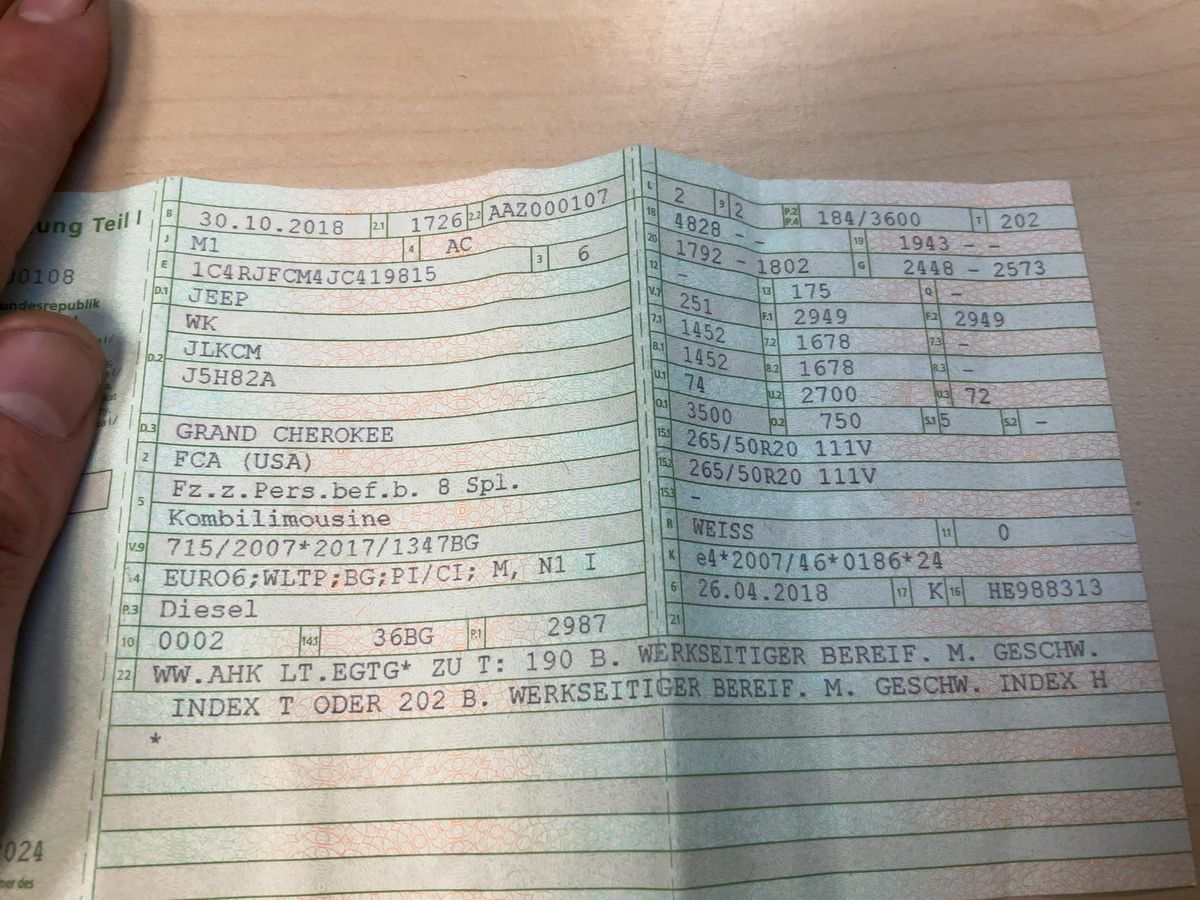 ung Teil I
00108
undesrepublik
024
mer des
B 30.10.2018 2.1 1726 2.2 AAZ000107
J M1 4 AC 3 6
E 1C4RJFCM4JC419815
D.1 JEEP
WK
D.2 JLKCM
J5H82A
D.3 GRAND CHEROKEE
2 FCA (USA)
5 Fz.z.Pers.bef.b. 8 Spl.
Kombilimousine
V.9 715/2007*2017/1347BG
14 EURO6;WLTP;BG;PI/CI; M, N1 I
P.3 Diesel
10 0002 14.1 36BG P.1 2987
L 2 9 2 P.2 P.4 184/3600 T 202
18 4828 - - 19 1943 - -
20 1792 - 1802 G 2448 - 2573
12 - 13 175 Q -
V.7 251 F.1 2949 F.2 2949
7.1 1452 7.2 1678 7.3 -
8.1 1452 8.2 1678 8.3 -
U.1 74 U.2 2700 U.3 72
O.1 3500 O.2 750 S.1 5 S.2 -
15.1 265/50R20 111V
15.2 265/50R20 111V
15.3 -
R WEISS 11 0
K e4*2007/46*0186*24
6 26.04.2018 17 K 16 HE988313
21
22 WW.AHK LT.EGTG* ZU T: 190 B. WERKSEITIGER BEREIF. M. GESCHW.
INDEX T ODER 202 B. WERKSEITIGER BEREIF. M. GESCHW. INDEX H
*